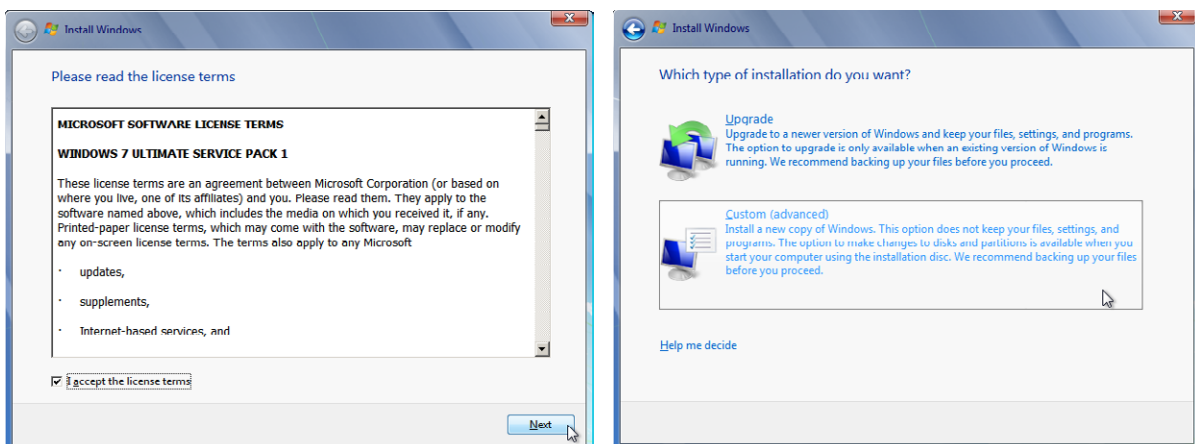 Install Windows
Please read the license terms
MICROSOFT SOFTWARE LICENSE TERMS
WINDOWS 7 ULTIMATE SERVICE PACK 1
These license terms are an agreement between Microsoft Corporation (or based on
where you live, one of its affiliates) and you. Please read them. They apply to the
software named above, which includes the media on which you received it, if any.
Printed-paper license terms, which may come with the software, may replace or modify
any on-screen license terms. The terms also apply to any Microsoft
· updates,
· supplements,
· Internet-based services, and
I accept the license terms
Next
Install Windows
Which type of installation do you want?
Upgrade
Upgrade to a newer version of Windows and keep your files, settings, and programs.
The option to upgrade is only available when an existing version of Windows is
running. We recommend backing up your files before you proceed.
Custom (advanced)
Install a new copy of Windows. This option does not keep your files, settings, and
programs. The option to make changes to disks and partitions is available when you
start your computer using the installation disc. We recommend backing up your files
before you proceed.
Help me decide